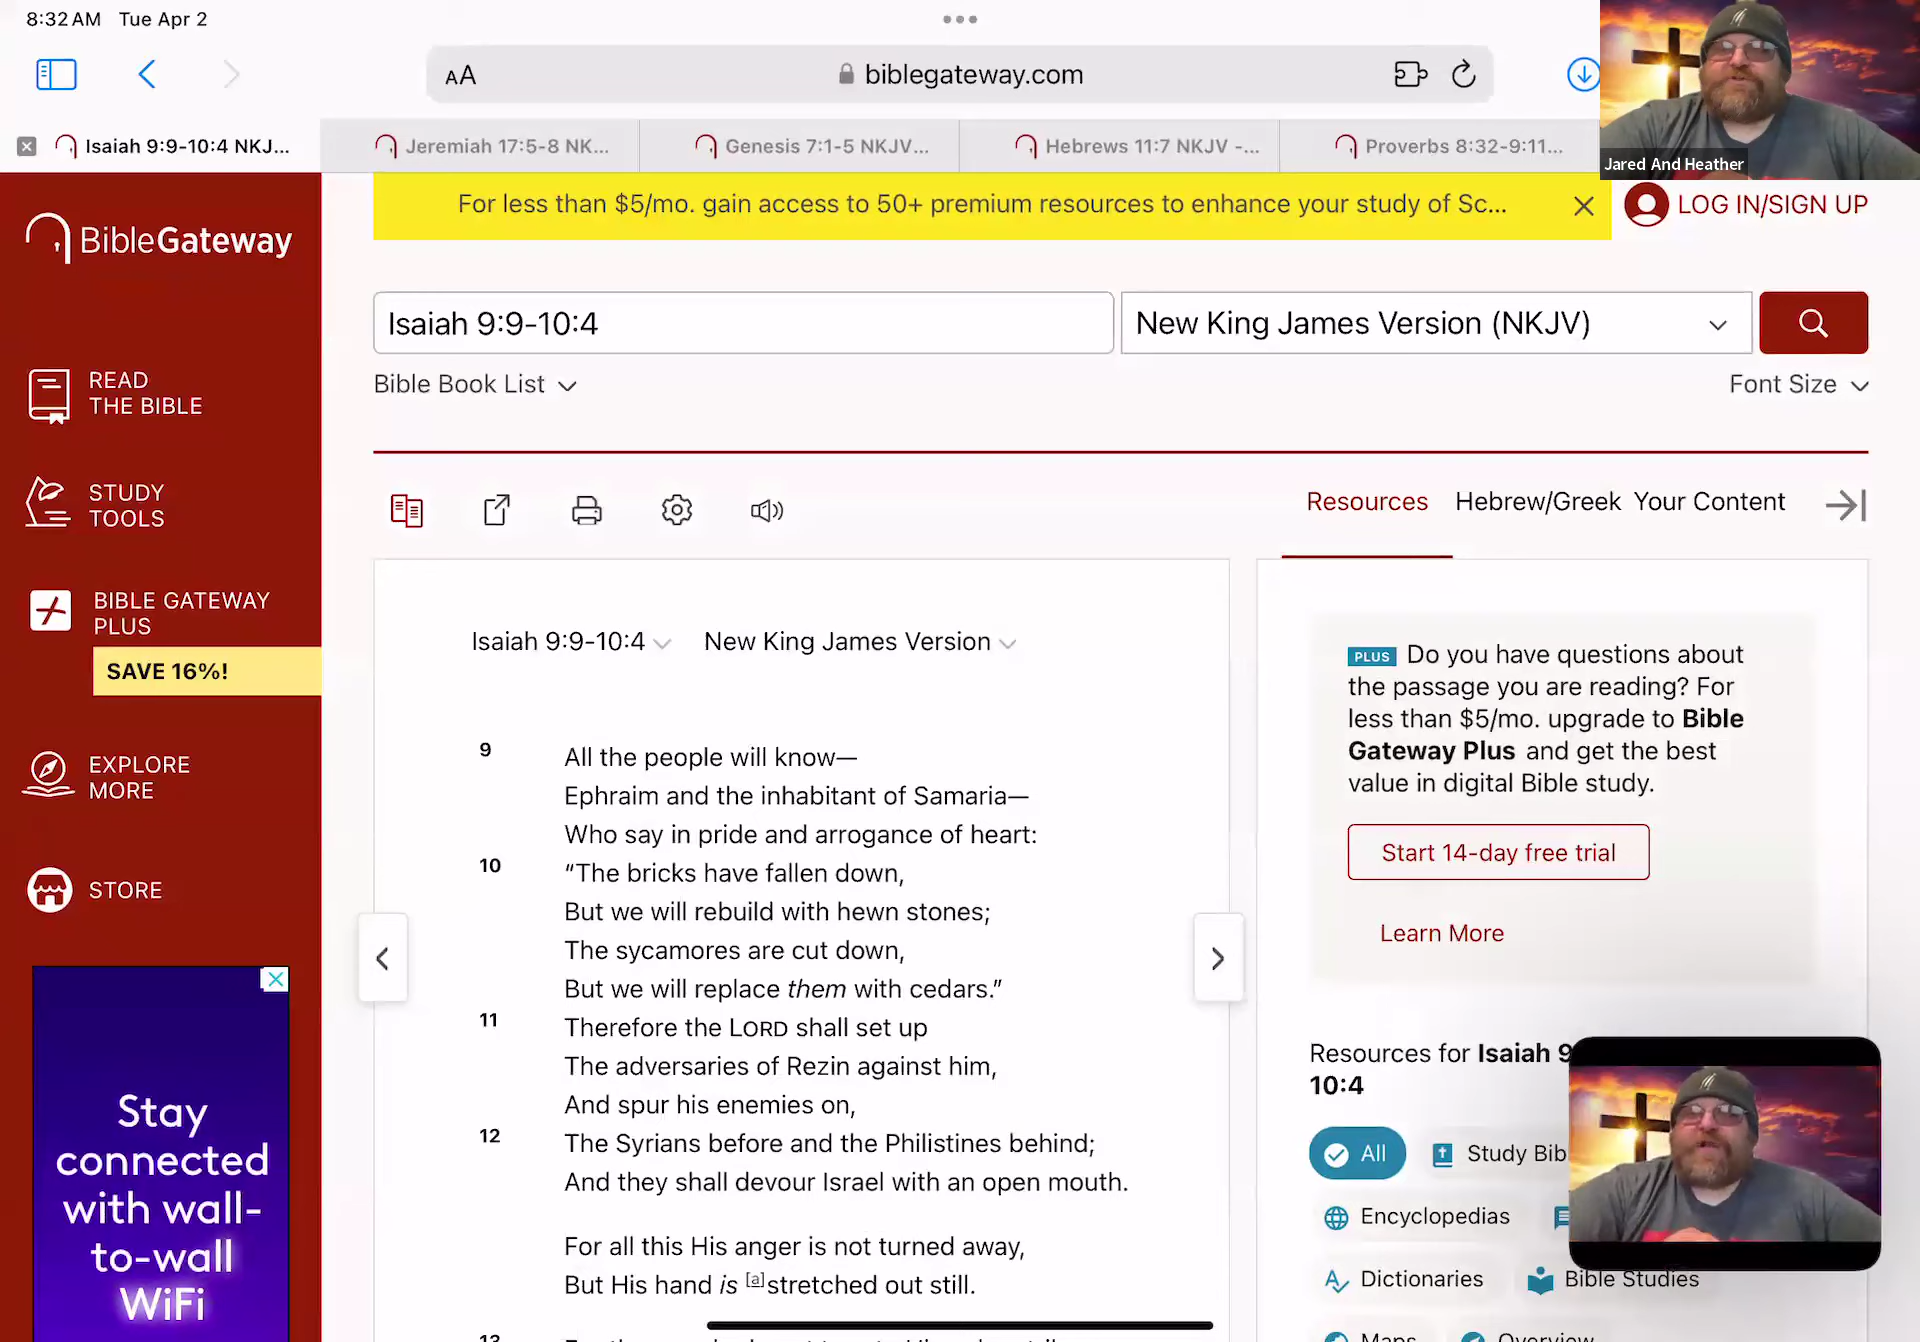 8:32 AM Tue Apr 2
AA biblegateway.com
Isaiah 9:9-10:4 NKJ... Jeremiah 17:5-8 NK... Genesis 7:1-5 NKJV... Hebrews 11:7 NKJV -... Proverbs 8:32-9:11...
Jared And Heather
For less than $5/mo. gain access to 50+ premium resources to enhance your study of Sc...
LOG IN/SIGN UP
BibleGateway
READ
THE BIBLE
STUDY
TOOLS
BIBLE GATEWAY
PLUS
SAVE 16%!
EXPLORE
MORE
STORE
Stay
connected
with wall-
to-wall
WiFi
Isaiah 9:9-10:4 New King James Version (NKJV)
Bible Book List Font Size
Resources Hebrew/Greek Your Content
Isaiah 9:9-10:4 New King James Version
9 All the people will know—
Ephraim and the inhabitant of Samaria—
Who say in pride and arrogance of heart:
10 “The bricks have fallen down,
But we will rebuild with hewn stones;
The sycamores are cut down,
But we will replace them with cedars.”
11 Therefore the LORD shall set up
The adversaries of Rezin against him,
And spur his enemies on,
12 The Syrians before and the Philistines behind;
And they shall devour Israel with an open mouth.
For all this His anger is not turned away,
But His hand is [a]stretched out still.
13
PLUS Do you have questions about
the passage you are reading? For
less than $5/mo. upgrade to Bible
Gateway Plus and get the best
value in digital Bible study.
Start 14-day free trial
Learn More
Resources for Isaiah 9
10:4
All Study Bib
Encyclopedias
Dictionaries Bible Studies
Maps Overview